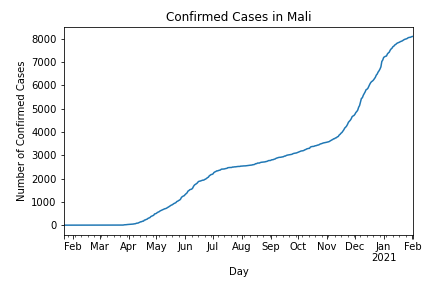 Confirmed Cases in Mali
Number of Confirmed Cases
8000
7000
6000
5000
4000
3000
2000
1000
0
Feb Mar Apr May Jun Jul Aug Sep Oct Nov Dec Jan Feb
2021
Day